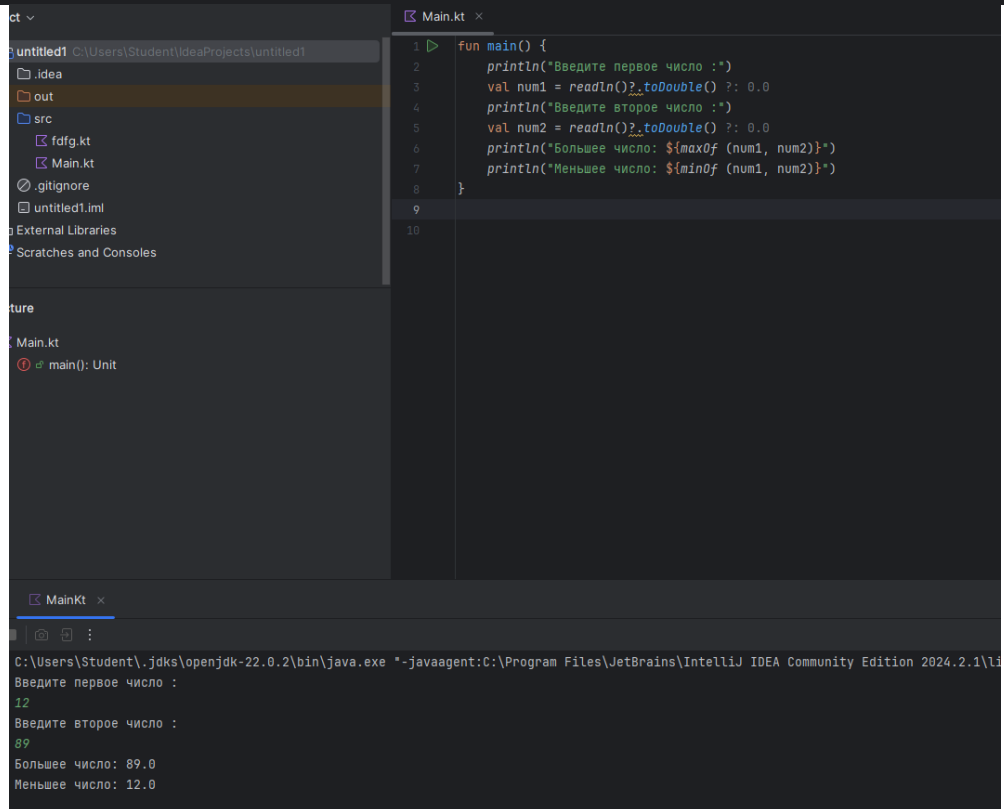 ct
Main.kt
untitled1 C:\Users\Student\IdeaProjects\untitled1
.idea
out
src
fdfg.kt
Main.kt
.gitignore
untitled1.iml
External Libraries
Scratches and Consoles
1 fun main() {
2 println("Введите первое число :")
3 val num1 = readln()?.toDouble() ?: 0.0
4 println("Введите второе число :")
5 val num2 = readln()?.toDouble() ?: 0.0
6 println("Большее число: ${maxOf (num1, num2)}")
7 println("Меньшее число: ${minOf (num1, num2)}")
8 }
9
10
cture
Main.kt
main(): Unit
MainKt
C:\Users\Student\.jdks\openjdk-22.0.2\bin\java.exe "-javaagent:C:\Program Files\JetBrains\IntelliJ IDEA Community Edition 2024.2.1\li
Введите первое число :
12
Введите второе число :
89
Большее число: 89.0
Меньшее число: 12.0